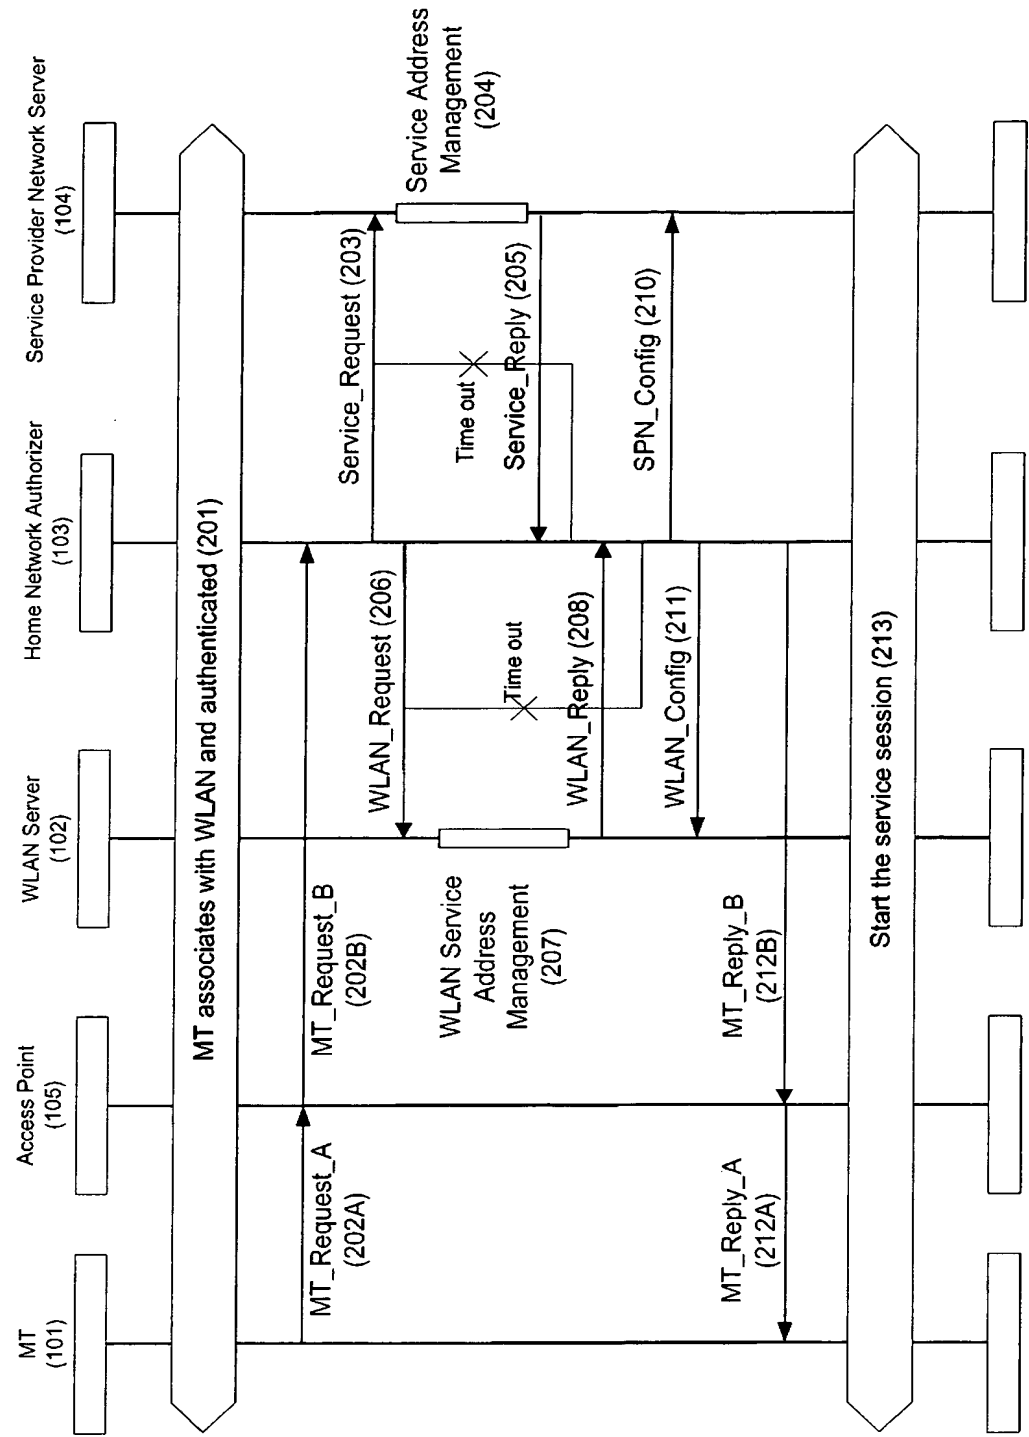 MT
(101)
Access Point
(105)
WLAN Server
(102)
Home Network Authorizer
(103)
Service Provider Network Server
(104)
MT associates with WLAN and authenticated (201)
MT_Request_A
(202A)
MT_Request_B
(202B)
Service_Request (203)
Service Address
Management
(204)
WLAN_Request (206)
Time out
Service_Reply (205)
WLAN Service
Address
Management
(207)
Time out
WLAN_Reply (208)
SPN_Config (210)
WLAN_Config (211)
MT_Reply_B
(212B)
MT_Reply_A
(212A)
Start the service session (213)